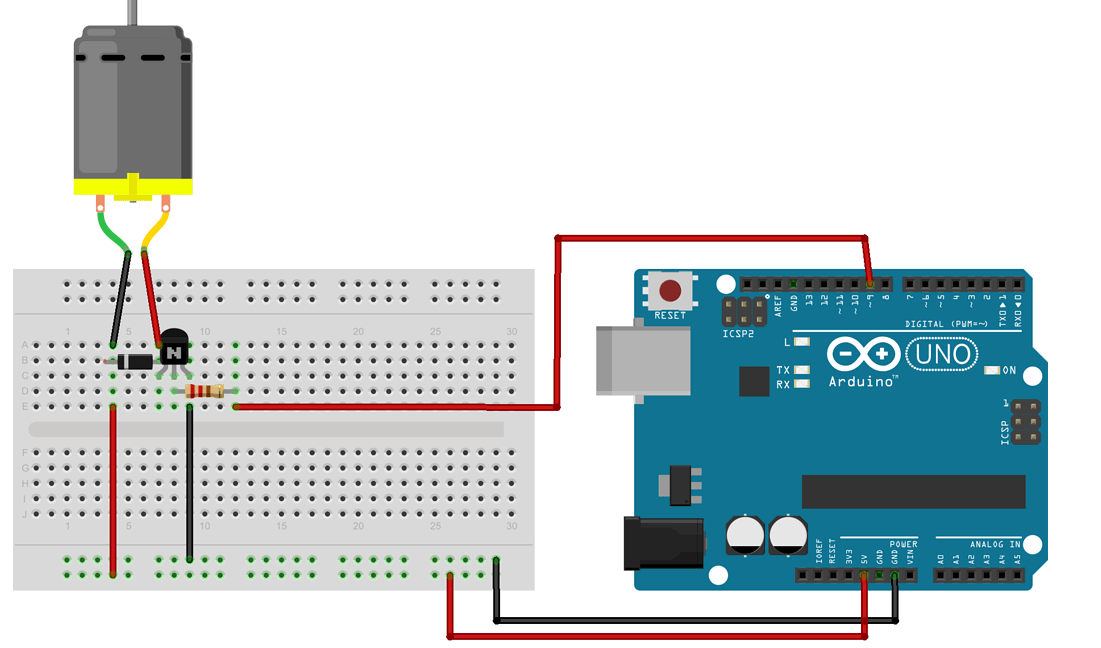 1 5 10 15 20 25 30
A
B
C
D
E
F
G
H
I
J
1 5 10 15 20 25 30
N
RESET
ICSP2
AREF
GND
13
12
~11
~10
~9
8
7
~6
~5
4
~3
2
TXD▶1
RXD◀0
DIGITAL (PWM=~)
L
TX
RX
UNO
Arduino™
ON
1
ICSP
POWER
ANALOG IN
IOREF
RESET
3V3
5V
GND
GND
VIN
A0
A1
A2
A3
A4
A5